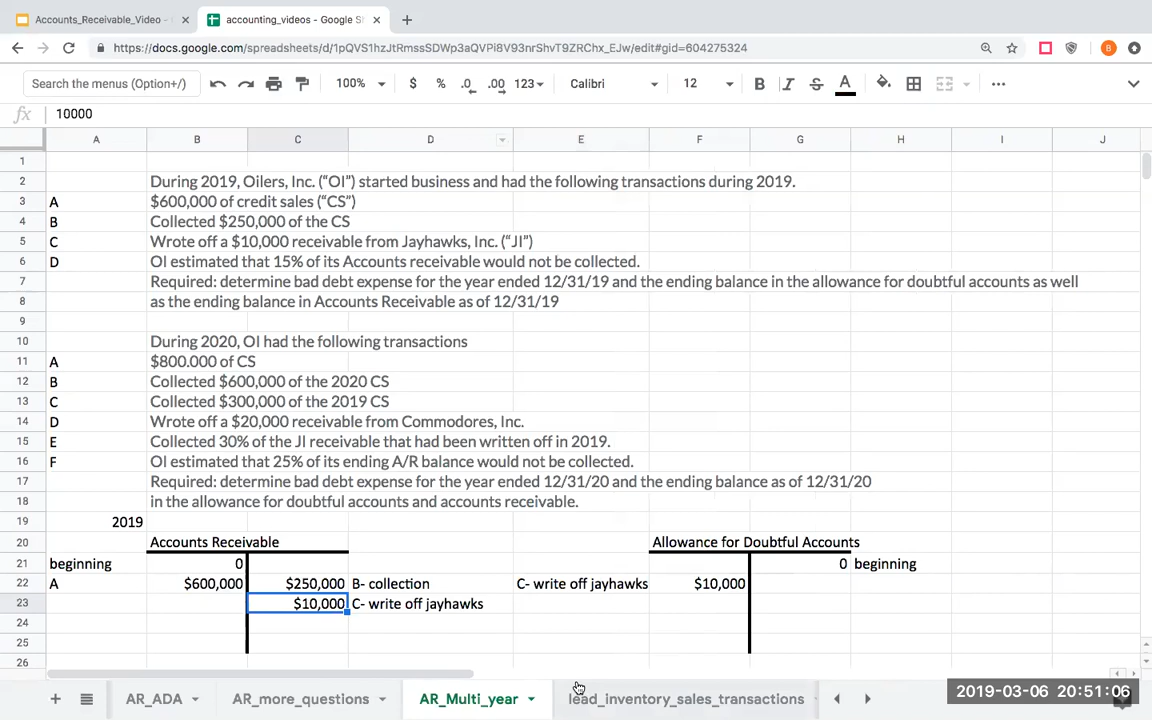 Accounts_Receivable_Video -
accounting_videos - Google S
https://docs.google.com/spreadsheets/d/1pQVS1hzJtRmssSDWp3aQVPi8V93nrShvT9ZRChx_EJw/edit#gid=604275324
B
Search the menus (Option+/)
100%
$ % .0 .00 123
Calibri
12
B I S A
fx 10000
A B C D E F G H I J
1
2 During 2019, Oilers, Inc. (“OI”) started business and had the following transactions during 2019.
3 A $600,000 of credit sales (“CS”)
4 B Collected $250,000 of the CS
5 C Wrote off a $10,000 receivable from Jayhawks, Inc. (“JI”)
6 D OI estimated that 15% of its Accounts receivable would not be collected.
7 Required: determine bad debt expense for the year ended 12/31/19 and the ending balance in the allowance for doubtful accounts as well
8 as the ending balance in Accounts Receivable as of 12/31/19
9
10 During 2020, OI had the following transactions
11 A $800.000 of CS
12 B Collected $600,000 of the 2020 CS
13 C Collected $300,000 of the 2019 CS
14 D Wrote off a $20,000 receivable from Commodores, Inc.
15 E Collected 30% of the JI receivable that had been written off in 2019.
16 F OI estimated that 25% of its ending A/R balance would not be collected.
17 Required: determine bad debt expense for the year ended 12/31/20 and the ending balance as of 12/31/20
18 in the allowance for doubtful accounts and accounts receivable.
19 2019
20 Accounts Receivable Allowance for Doubtful Accounts
21 beginning 0 0 beginning
22 A $600,000 $250,000 B- collection C- write off jayhawks $10,000
23 $10,000 C- write off jayhawks
24
25
26
AR_ADA AR_more_questions AR_Multi_year lead_inventory_sales_transactions
2019-03-06 20:51:06